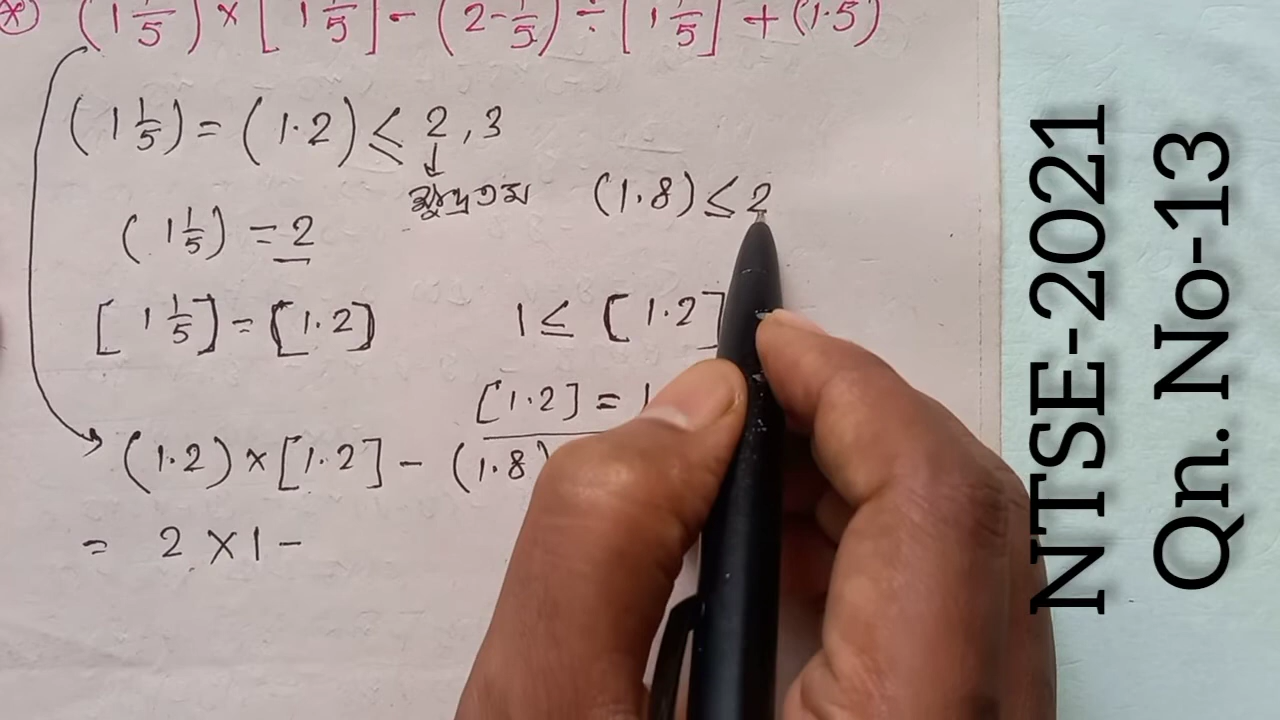 (1 1/5) × [1 1/5] - (2-1/5) ÷ [1 1/5] + (1.5)
(1 1/5) = (1.2) ≤ 2, 3
↓
ক্ষুদ্রতম (1.8) ≤ 2
(1 1/5) = 2
[1 1/5] = [1.2] 1 ≤ [1.2]
[1.2] = 1
(1.2) × [1.2] - (1.8)
= 2 × 1 -
NTSE-2021
Qn. No-13